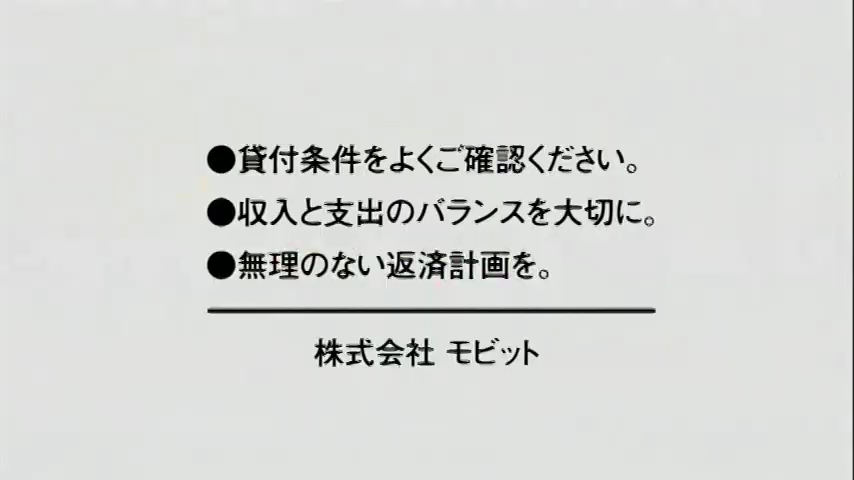 ●貸付条件をよくご確認ください。
●収入と支出のバランスを大切に。
●無理のない返済計画を。
株式会社 モビット